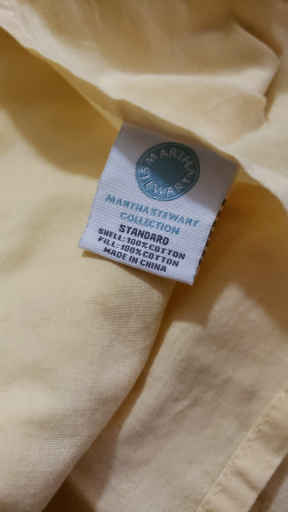 MARTHA
STEWART
MARTHA STEWART
COLLECTION
STANDARD
SHELL: 100% COTTON
FILL: 100% COTTON
MADE IN CHINA